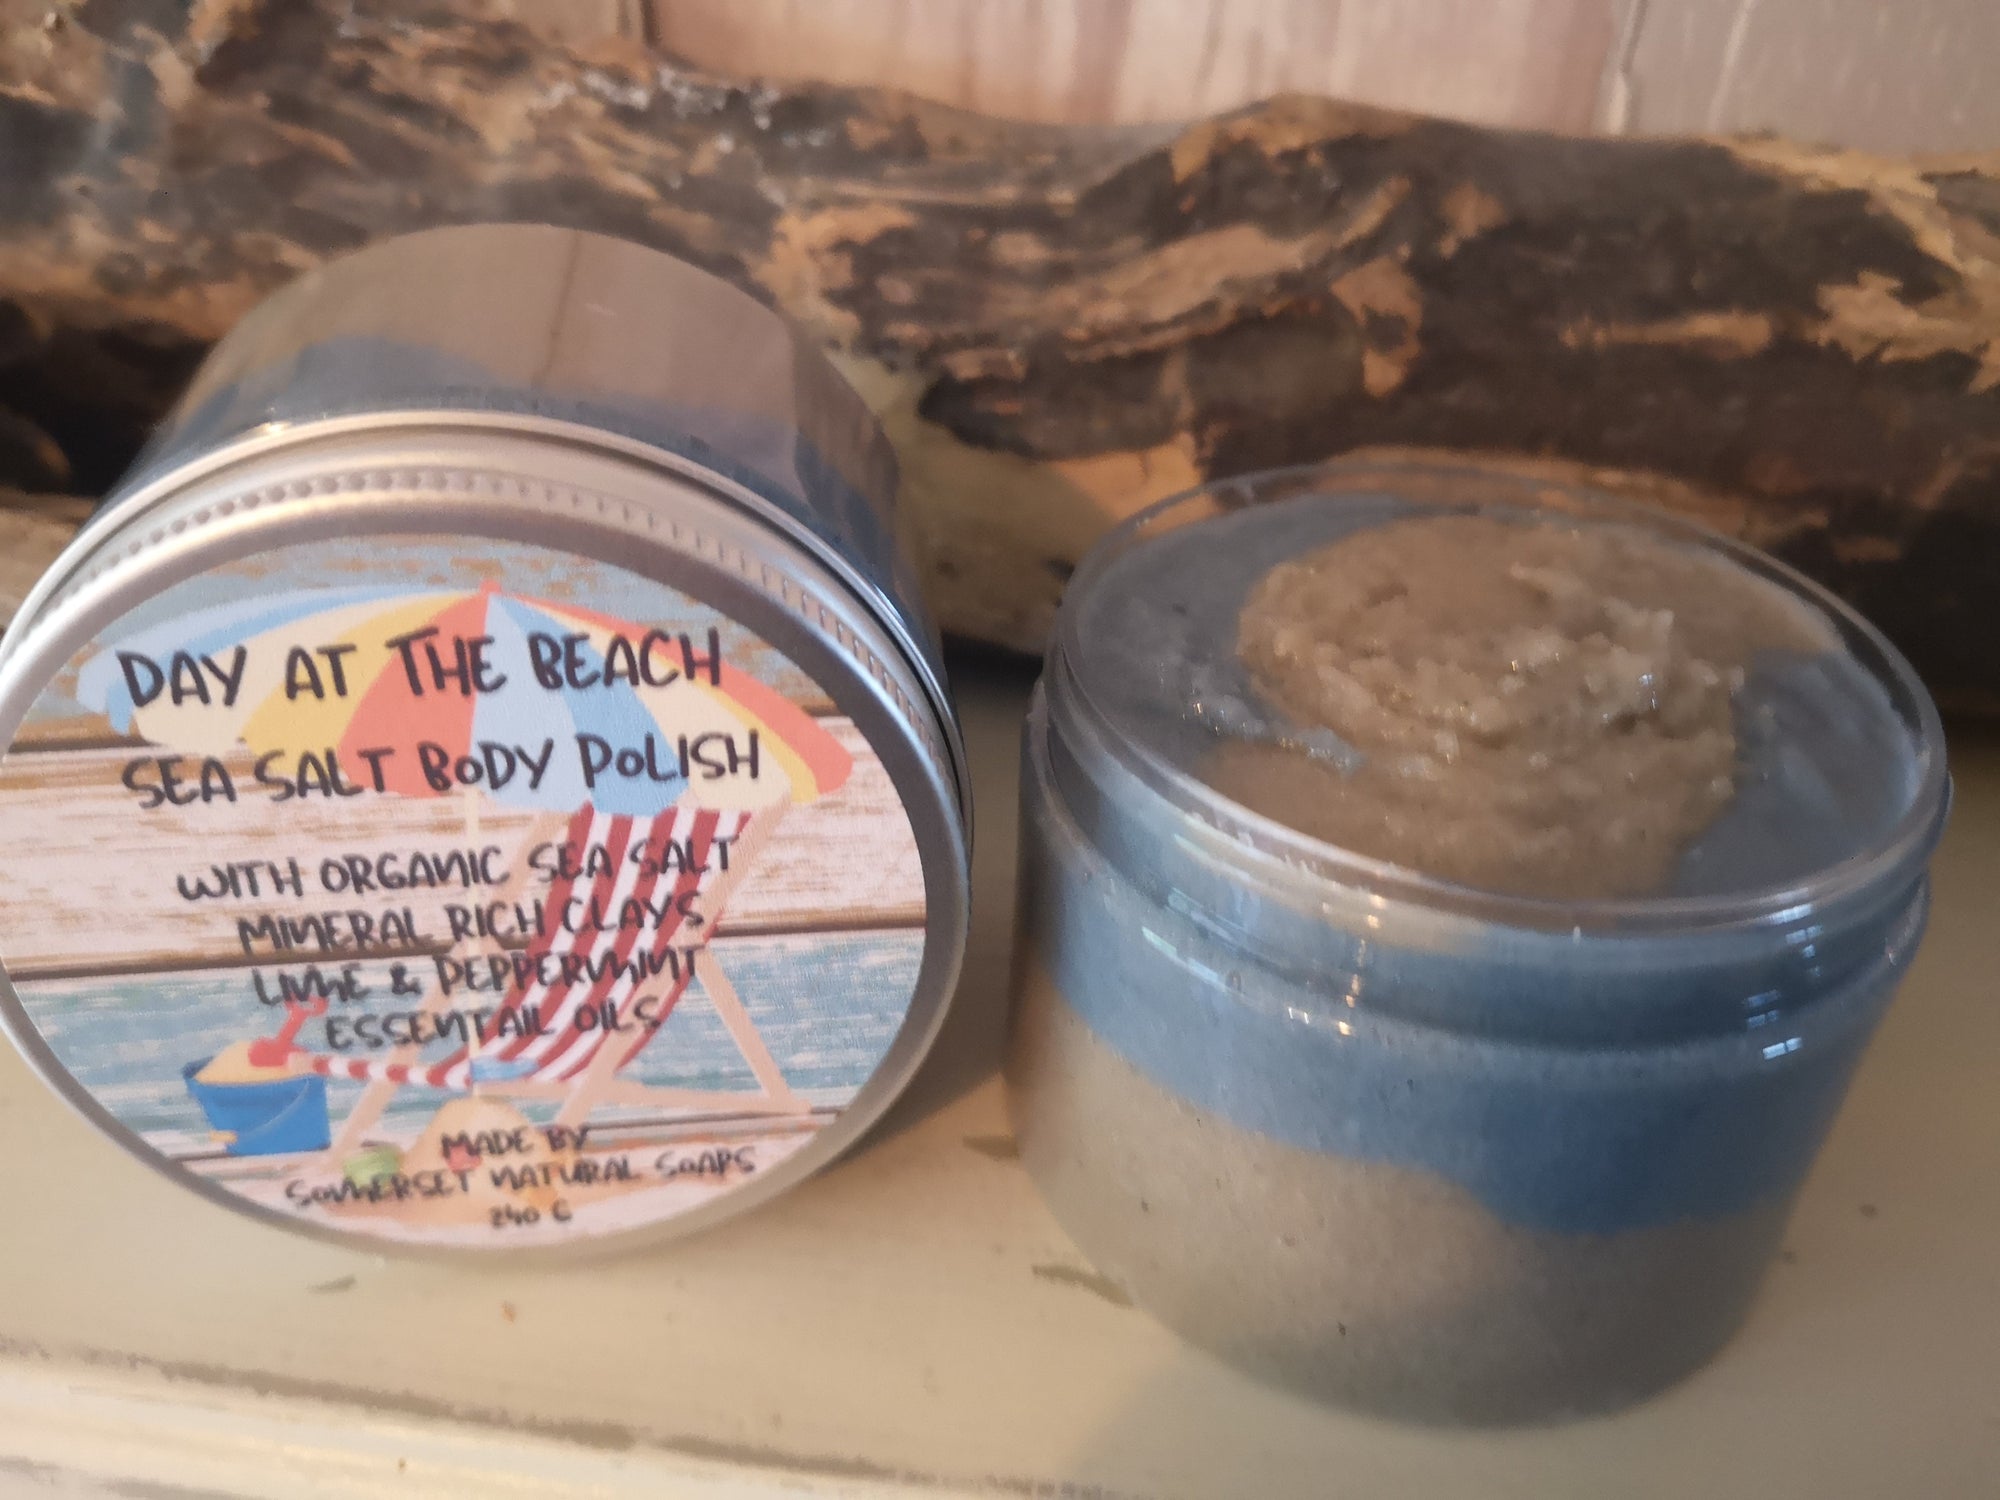 DAY AT THE BEACH
SEA SALT BODY POLISH
WITH ORGANIC SEA SALT
MINERAL RICH CLAYS
LIME & PEPPERMINT
ESSENTAIL OILS
MADE BY
SOMERSET NATURAL SOAPS
240 G